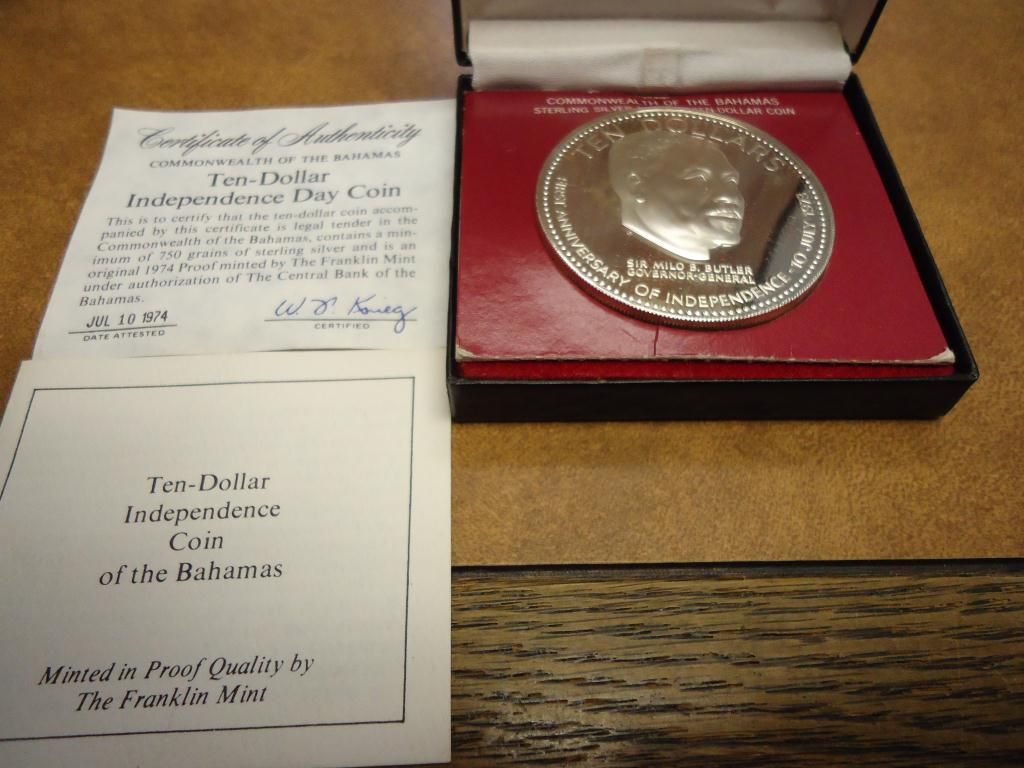 Certificate of Authenticity
COMMONWEALTH OF THE BAHAMAS
Ten-Dollar
Independence Day Coin
This is to certify that the ten-dollar coin accom-
panied by this certificate is legal tender in the
Commonwealth of the Bahamas, contains a min-
imum of 750 grains of sterling silver and is an
original 1974 Proof minted by The Franklin Mint
under authorization of The Central Bank of the
Bahamas.
JUL 10 1974
DATE ATTESTED
CERTIFIED
Ten-Dollar
Independence
Coin
of the Bahamas
Minted in Proof Quality by
The Franklin Mint
COMMONWEALTH OF THE BAHAMAS
STERLING SILVER TEN DOLLAR COIN
TEN DOLLARS
SIR MILO B. BUTLER
GOVERNOR-GENERAL
FIRST ANNIVERSARY OF INDEPENDENCE - 10 JULY 1973